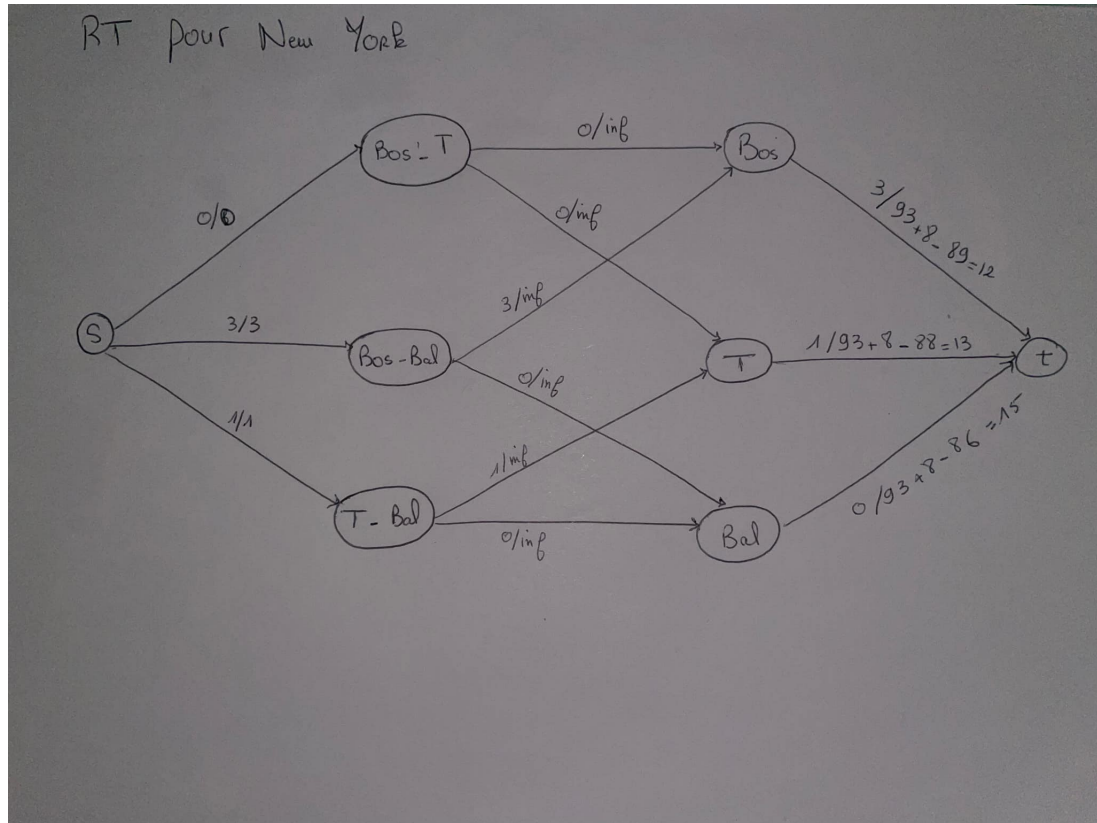 RT pour New York
0/inf
Bos - T
Bos
0/0
0/inf
3/93+8-89=12
3/inf
S
3/3
Bos-Bal
T
1/93+8-88=13
t
0/inf
1/1
1/inf
T-Bal
0/inf
Bal
0/93+8-86=15